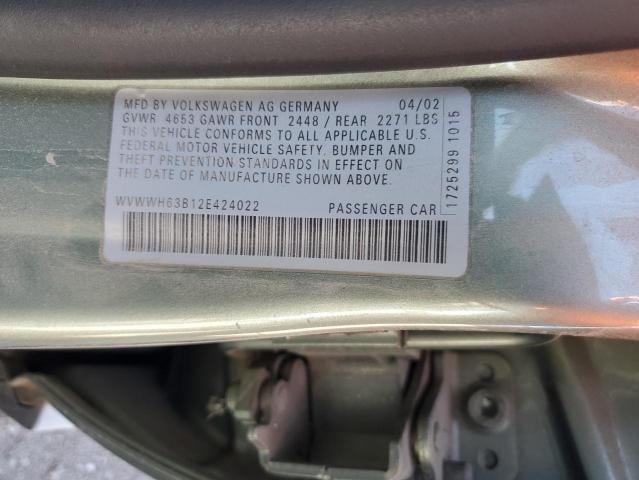 MFD BY VOLKSWAGEN AG GERMANY 04/02
GVWR 4653 GAWR FRONT 2448 / REAR 2271 LBS
THIS VEHICLE CONFORMS TO ALL APPLICABLE U.S.
FEDERAL MOTOR VEHICLE SAFETY, BUMPER AND
THEFT PREVENTION STANDARDS IN EFFECT ON
THE DATE OF MANUFACTURE SHOWN ABOVE.
WVWWH63B12E424022 PASSENGER CAR
1725299 1015